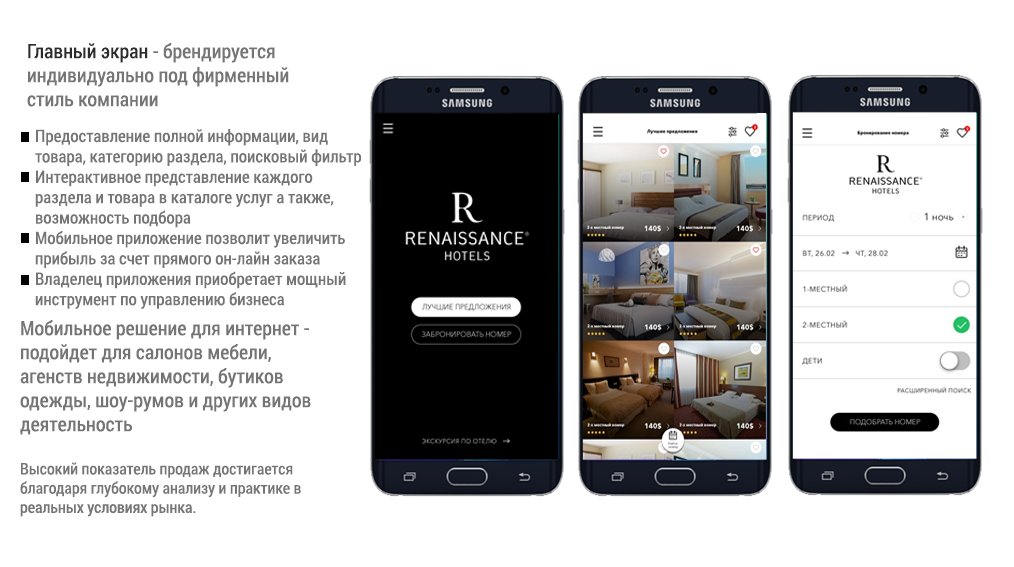 Главный экран - брендируется
индивидуально под фирменный
стиль компании
Предоставление полной информации, вид
товара, категорию раздела, поисковый фильтр
Интерактивное представление каждого
раздела и товара в каталоге услуг а также,
возможность подбора
Мобильное приложение позволит увеличить
прибыль за счет прямого он-лайн заказа
Владелец приложения приобретает мощный
инструмент по управлению бизнеса
Мобильное решение для интернет -
подойдет для салонов мебели,
агенств недвижимости, бутиков
одежды, шоу-румов и других видов
деятельность
Высокий показатель продаж достигается
благодаря глубокому анализу и практике в
реальных условиях рынка.
SAMSUNG
R
RENAISSANCE®
HOTELS
ЛУЧШИЕ ПРЕДЛОЖЕНИЯ
ЗАБРОНИРОВАТЬ НОМЕР
ЭКСКУРСИЯ ПО ОТЕЛЮ →
SAMSUNG
Лучшие предложения
2-х местный номер 140$
2-х местный номер 140$
2-х местный номер 140$
2-х местный номер 140$
2-х местный номер 140$
2-х местный номер 140$
SAMSUNG
Бронирование номера
R
RENAISSANCE®
HOTELS
ПЕРИОД 1 ночь
ВТ, 26.02 → ЧТ, 28.02
1-МЕСТНЫЙ
2-МЕСТНЫЙ
ДЕТИ
РАСШИРЕННЫЙ ПОИСК
ПОДОБРАТЬ НОМЕР